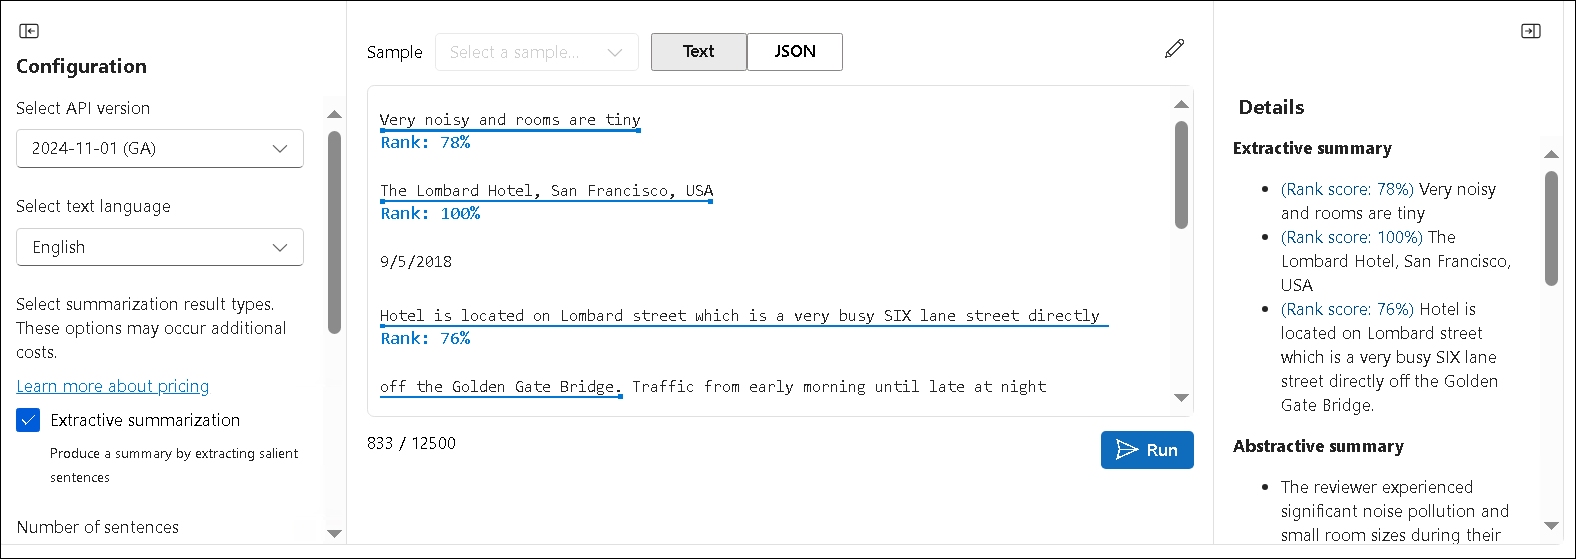 Configuration
Select API version
2024-11-01 (GA)
Select text language
English
Select summarization result types.
These options may occur additional
costs.
Learn more about pricing
Extractive summarization
Produce a summary by extracting salient
sentences
Number of sentences
Sample
Select a sample...
Text
JSON
Very noisy and rooms are tiny
Rank: 78%
The Lombard Hotel, San Francisco, USA
Rank: 100%
9/5/2018
Hotel is located on Lombard street which is a very busy SIX lane street directly
Rank: 76%
off the Golden Gate Bridge. Traffic from early morning until late at night
833 / 12500
Run
Details
Extractive summary
(Rank score: 78%) Very noisy
and rooms are tiny
(Rank score: 100%) The
Lombard Hotel, San Francisco,
USA
(Rank score: 76%) Hotel is
located on Lombard street
which is a very busy SIX lane
street directly off the Golden
Gate Bridge.
Abstractive summary
The reviewer experienced
significant noise pollution and
small room sizes during their